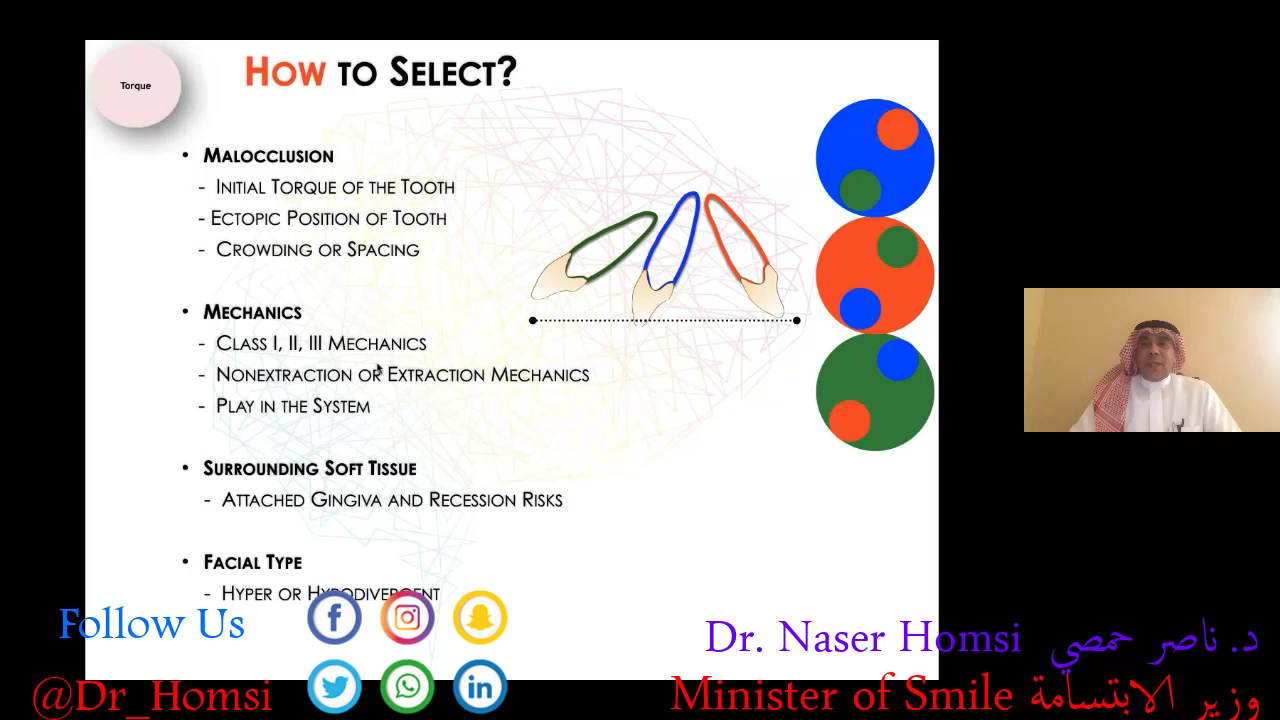 Torque
HOW TO SELECT?
• MALOCCLUSION
- INITIAL TORQUE OF THE TOOTH
- ECTOPIC POSITION OF TOOTH
- CROWDING OR SPACING
• MECHANICS
- CLASS I, II, III MECHANICS
- NONEXTRACTION OR EXTRACTION MECHANICS
- PLAY IN THE SYSTEM
• SURROUNDING SOFT TISSUE
- ATTACHED GINGIVA AND RECESSION RISKS
• FACIAL TYPE
- HYPER OR HYPODIVERGENT
Follow Us
@Dr_Homsi
Dr. Naser Homsi د. ناصر حمصي
Minister of Smile وزير الابتسامة